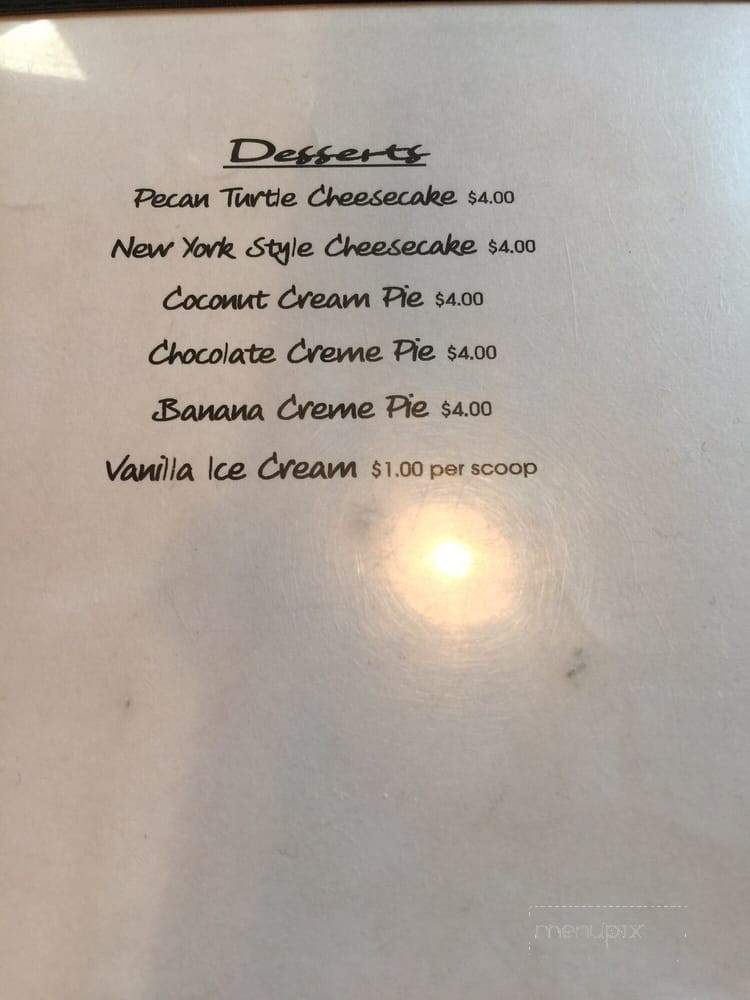 Desserts
Pecan Turtle Cheesecake $4.00
New York Style Cheesecake $4.00
Coconut Cream Pie $4.00
Chocolate Creme Pie $4.00
Banana Creme Pie $4.00
Vanilla Ice Cream $1.00 per scoop
menupix